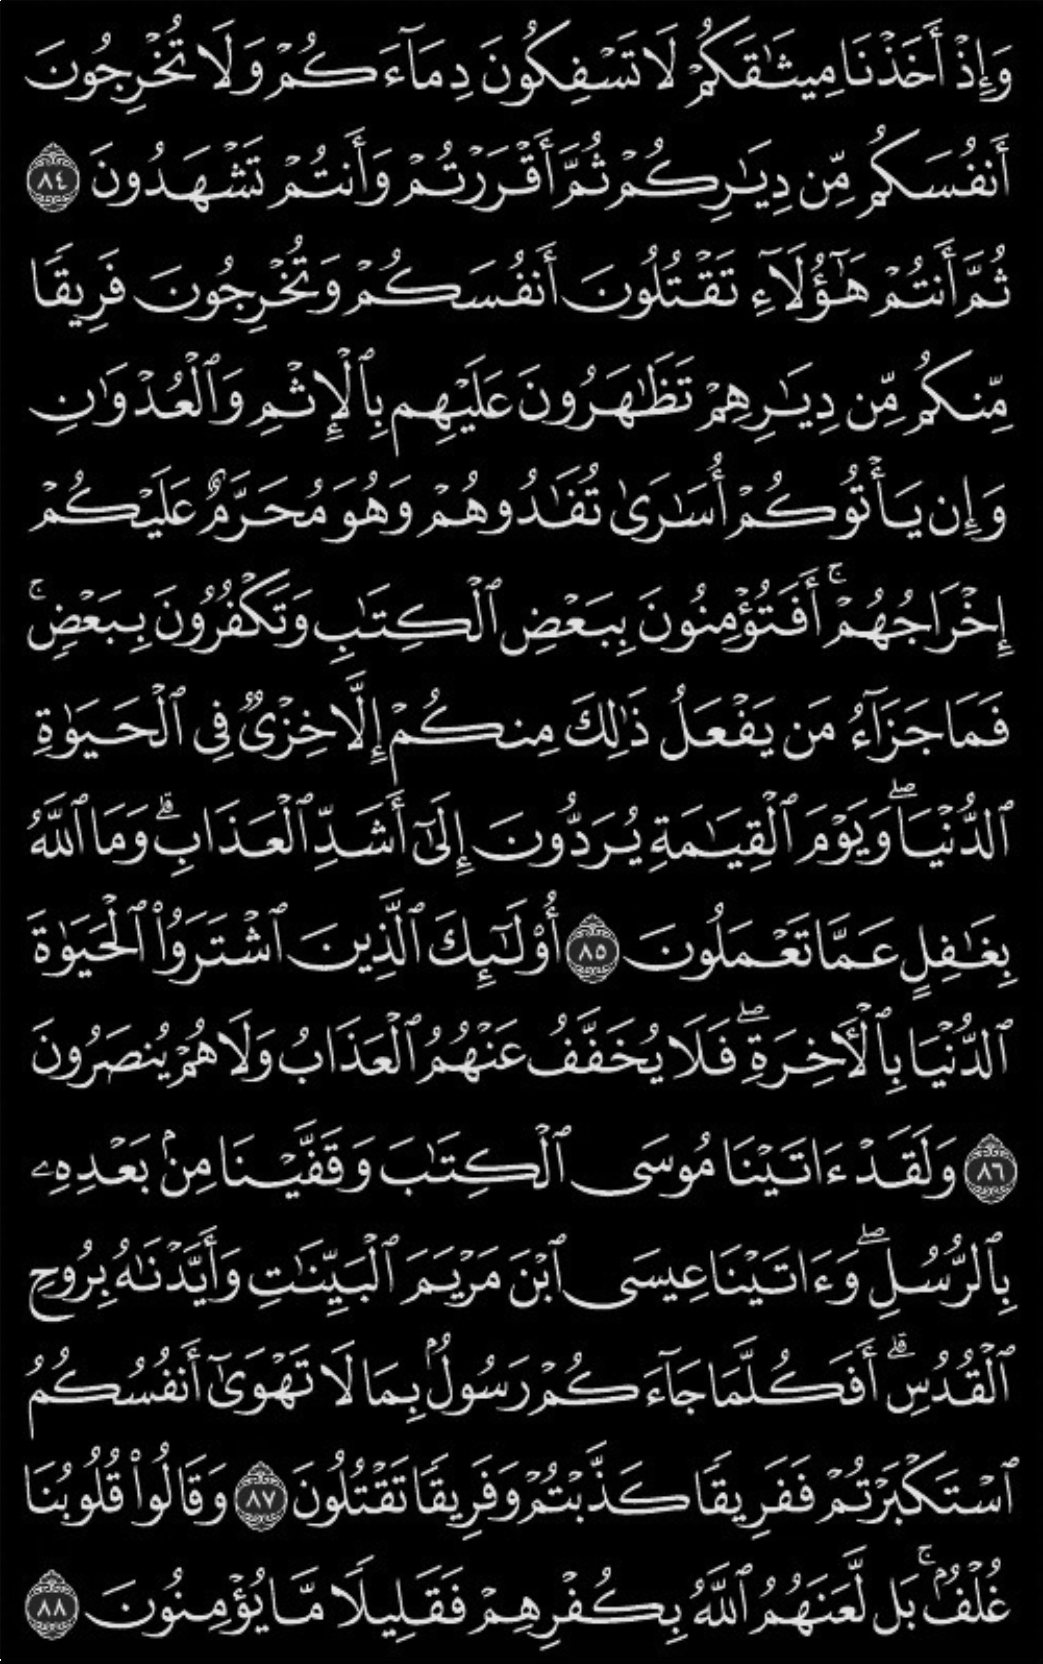 وَإِذْ أَخَذْنَا مِيثَـٰقَكُمْ لَا تَسْفِكُونَ دِمَآءَكُمْ وَلَا تُخْرِجُونَ
أَنفُسَكُم مِّن دِيَـٰرِكُمْ ثُمَّ أَقْرَرْتُمْ وَأَنتُمْ تَشْهَدُونَ ٨٤
ثُمَّ أَنتُمْ هَـٰٓؤُلَآءِ تَقْتُلُونَ أَنفُسَكُمْ وَتُخْرِجُونَ فَرِيقًا
مِّنكُم مِّن دِيَـٰرِهِمْ تَظَـٰهَرُونَ عَلَيْهِم بِٱلْإِثْمِ وَٱلْعُدْوَٰنِ
وَإِن يَأْتُوكُمْ أُسَـٰرَىٰ تُفَـٰدُوهُمْ وَهُوَ مُحَرَّمٌ عَلَيْكُمْ
إِخْرَاجُهُمْ ۚ أَفَتُؤْمِنُونَ بِبَعْضِ ٱلْكِتَـٰبِ وَتَكْفُرُونَ بِبَعْضٍ ۚ
فَمَا جَزَآءُ مَن يَفْعَلُ ذَٰلِكَ مِنكُمْ إِلَّا خِزْىٌ فِى ٱلْحَيَوٰةِ
ٱلدُّنْيَا ۖ وَيَوْمَ ٱلْقِيَـٰمَةِ يُرَدُّونَ إِلَىٰٓ أَشَدِّ ٱلْعَذَابِ ۗ وَمَا ٱللَّهُ
بِغَـٰفِلٍ عَمَّا تَعْمَلُونَ ٨٥ أُو۟لَـٰٓئِكَ ٱلَّذِينَ ٱشْتَرَوُا۟ ٱلْحَيَوٰةَ
ٱلدُّنْيَا بِٱلْـَٔاخِرَةِ ۖ فَلَا يُخَفَّفُ عَنْهُمُ ٱلْعَذَابُ وَلَا هُمْ يُنصَرُونَ
٨٦ وَلَقَدْ ءَاتَيْنَا مُوسَى ٱلْكِتَـٰبَ وَقَفَّيْنَا مِنۢ بَعْدِهِۦ
بِٱلرُّسُلِ ۖ وَءَاتَيْنَا عِيسَى ٱبْنَ مَرْيَمَ ٱلْبَيِّنَـٰتِ وَأَيَّدْنَـٰهُ بِرُوحِ
ٱلْقُدُسِ ۗ أَفَكُلَّمَا جَآءَكُمْ رَسُولٌۢ بِمَا لَا تَهْوَىٰٓ أَنفُسُكُمُ
ٱسْتَكْبَرْتُمْ فَفَرِيقًا كَذَّبْتُمْ وَفَرِيقًا تَقْتُلُونَ ٨٧ وَقَالُوا۟ قُلُوبُنَا
غُلْفٌۢ ۚ بَل لَّعَنَهُمُ ٱللَّهُ بِكُفْرِهِمْ فَقَلِيلًا مَّا يُؤْمِنُونَ ٨٨